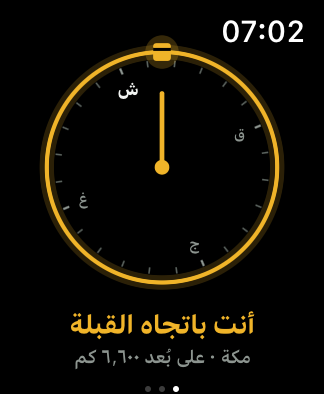 07:02
ش
ق
غ
ج
أنت باتجاه القبلة
مكة · على بُعد ٦,٦٠٠ كم